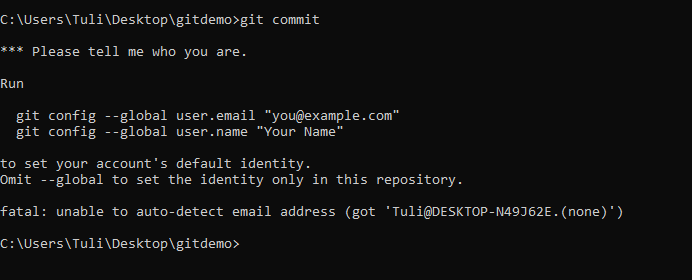 C:\Users\Tuli\Desktop\gitdemo>git commit
*** Please tell me who you are.
Run
  git config --global user.email "you@example.com"
  git config --global user.name "Your Name"
to set your account's default identity.
Omit --global to set the identity only in this repository.
fatal: unable to auto-detect email address (got 'Tuli@DESKTOP-N49J62E.(none)')
C:\Users\Tuli\Desktop\gitdemo>